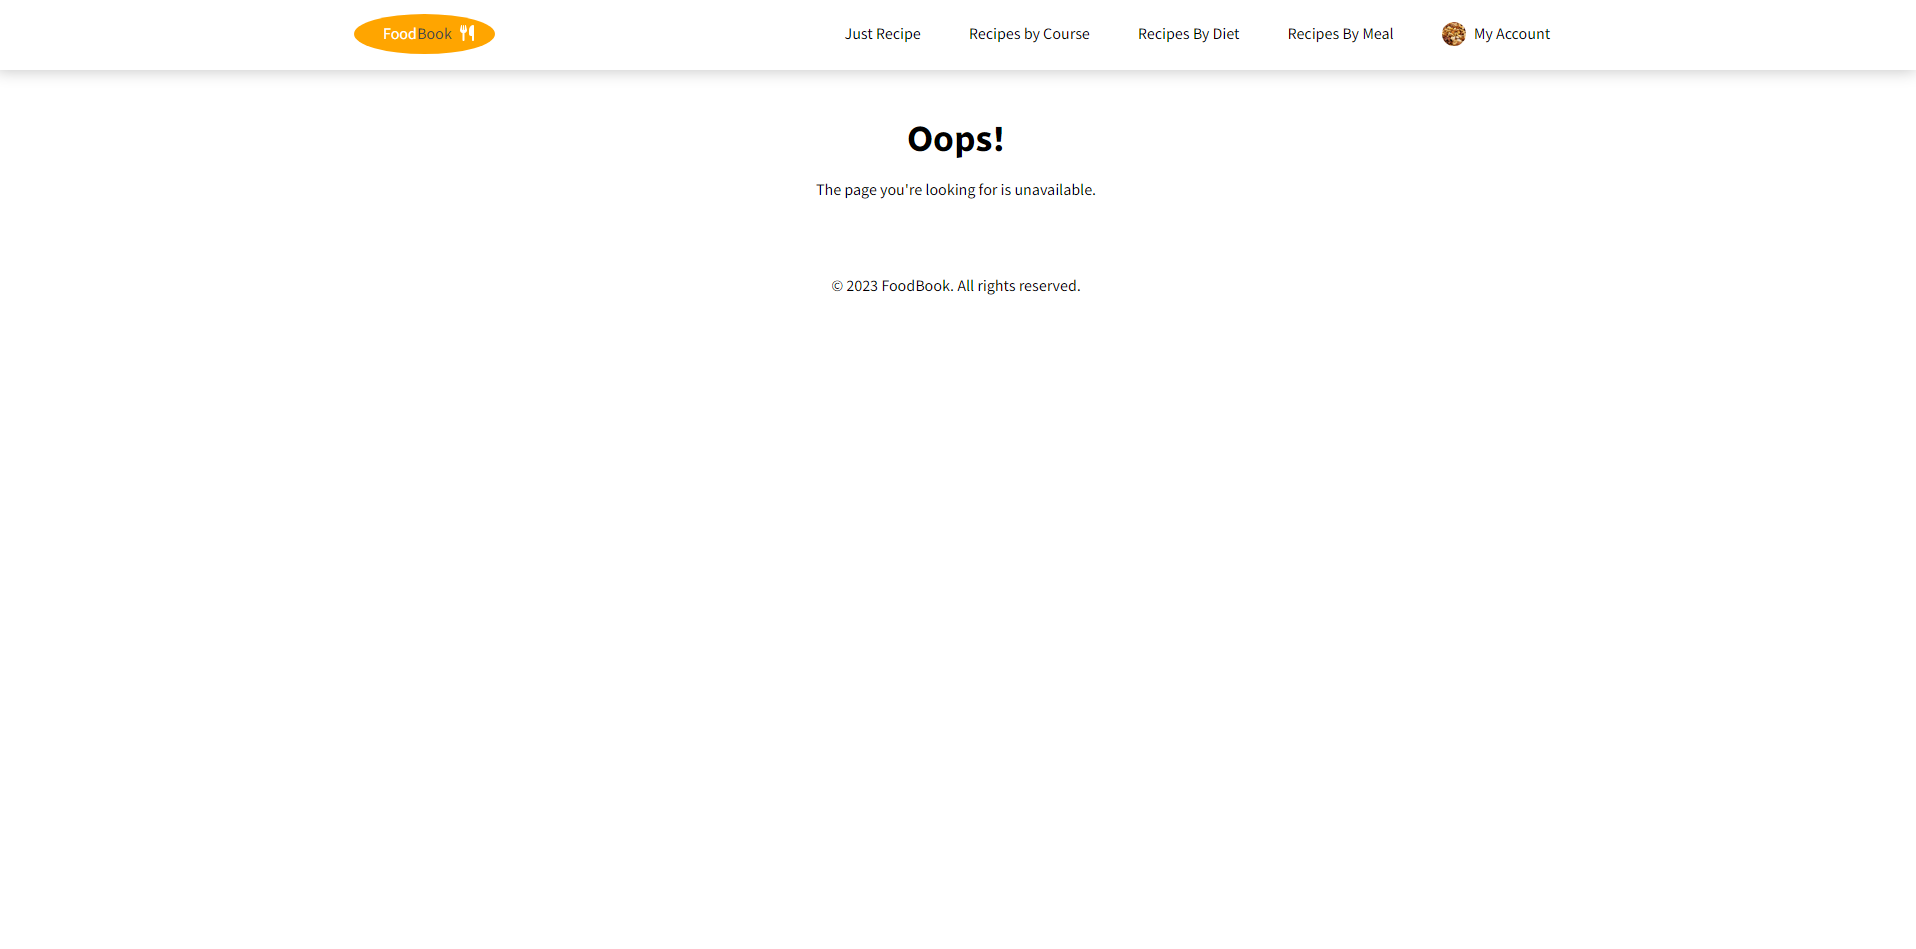 FoodBook
Just Recipe
Recipes by Course
Recipes By Diet
Recipes By Meal
My Account
Oops!
The page you're looking for is unavailable.
© 2023 FoodBook. All rights reserved.